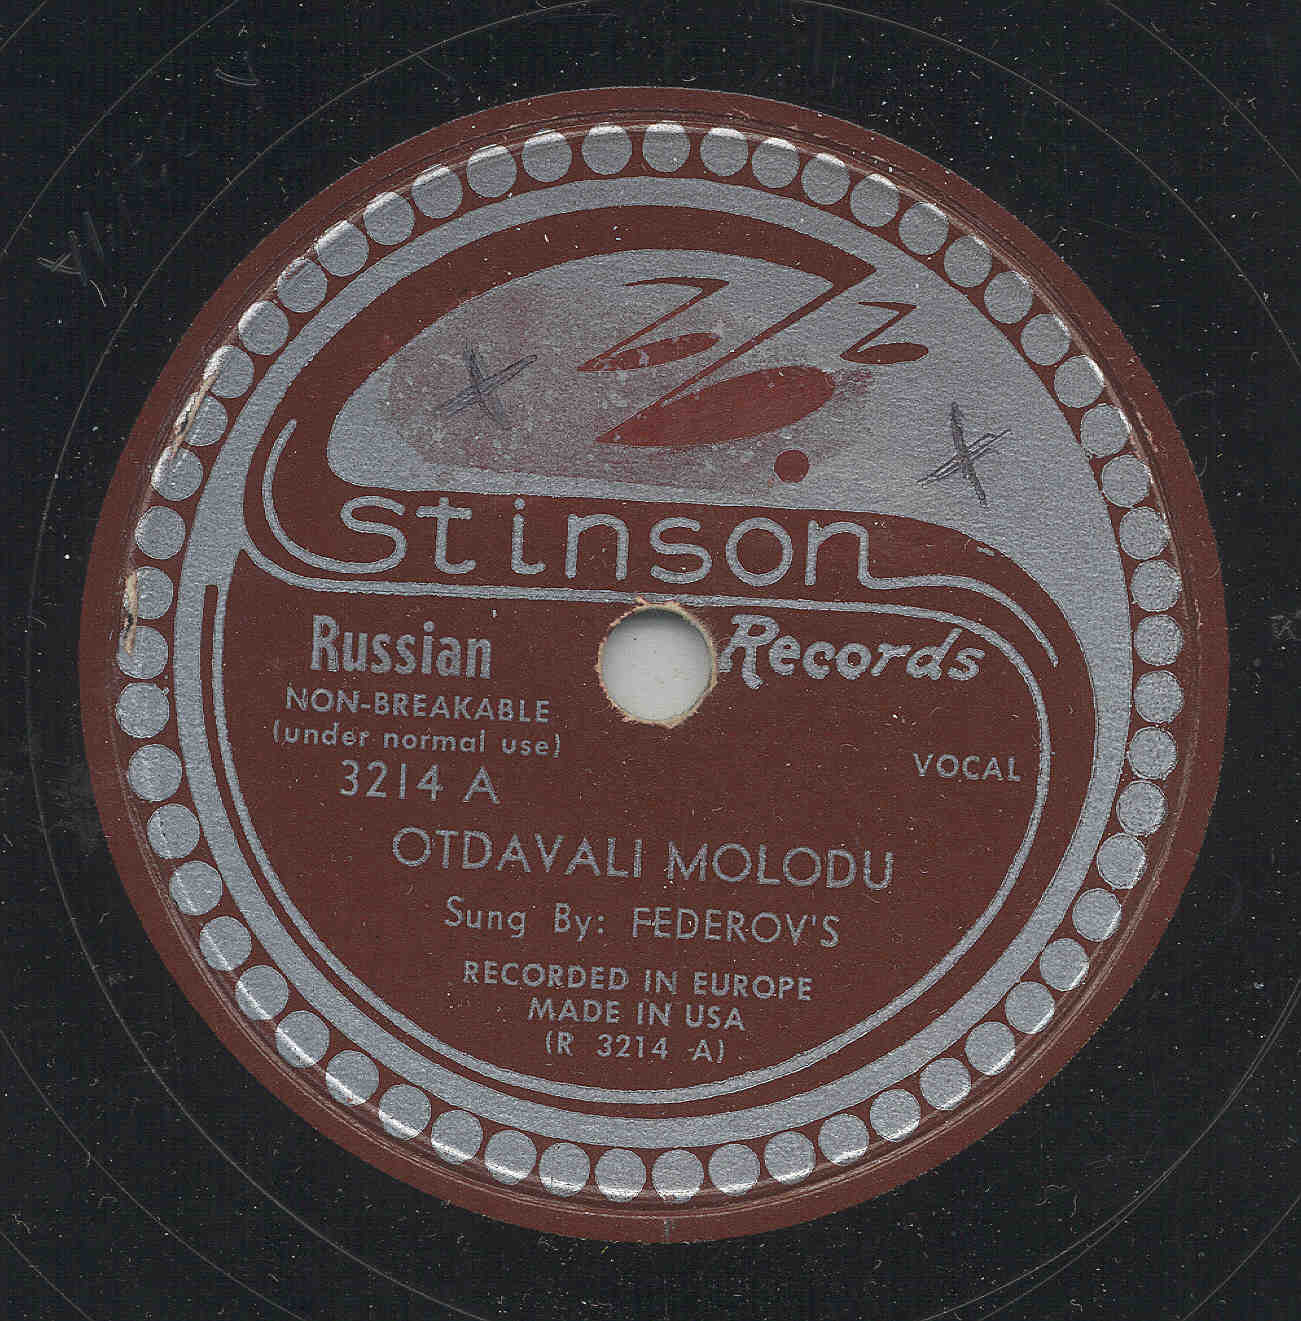 Stinson
Records
Russian
NON-BREAKABLE
(under normal use)
3214 A
VOCAL
OTDAVALI MOLODU
Sung By: FEDEROV'S
RECORDED IN EUROPE
MADE IN USA
(R 3214 A)